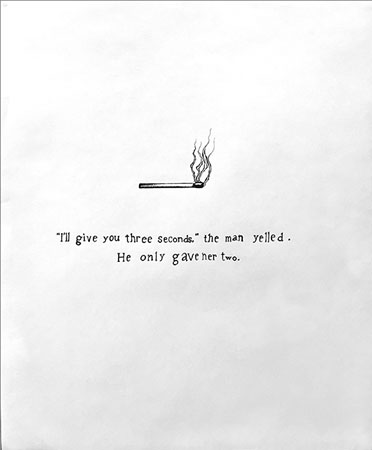 "I'll give you three seconds," the man yelled.
He only gave her two.